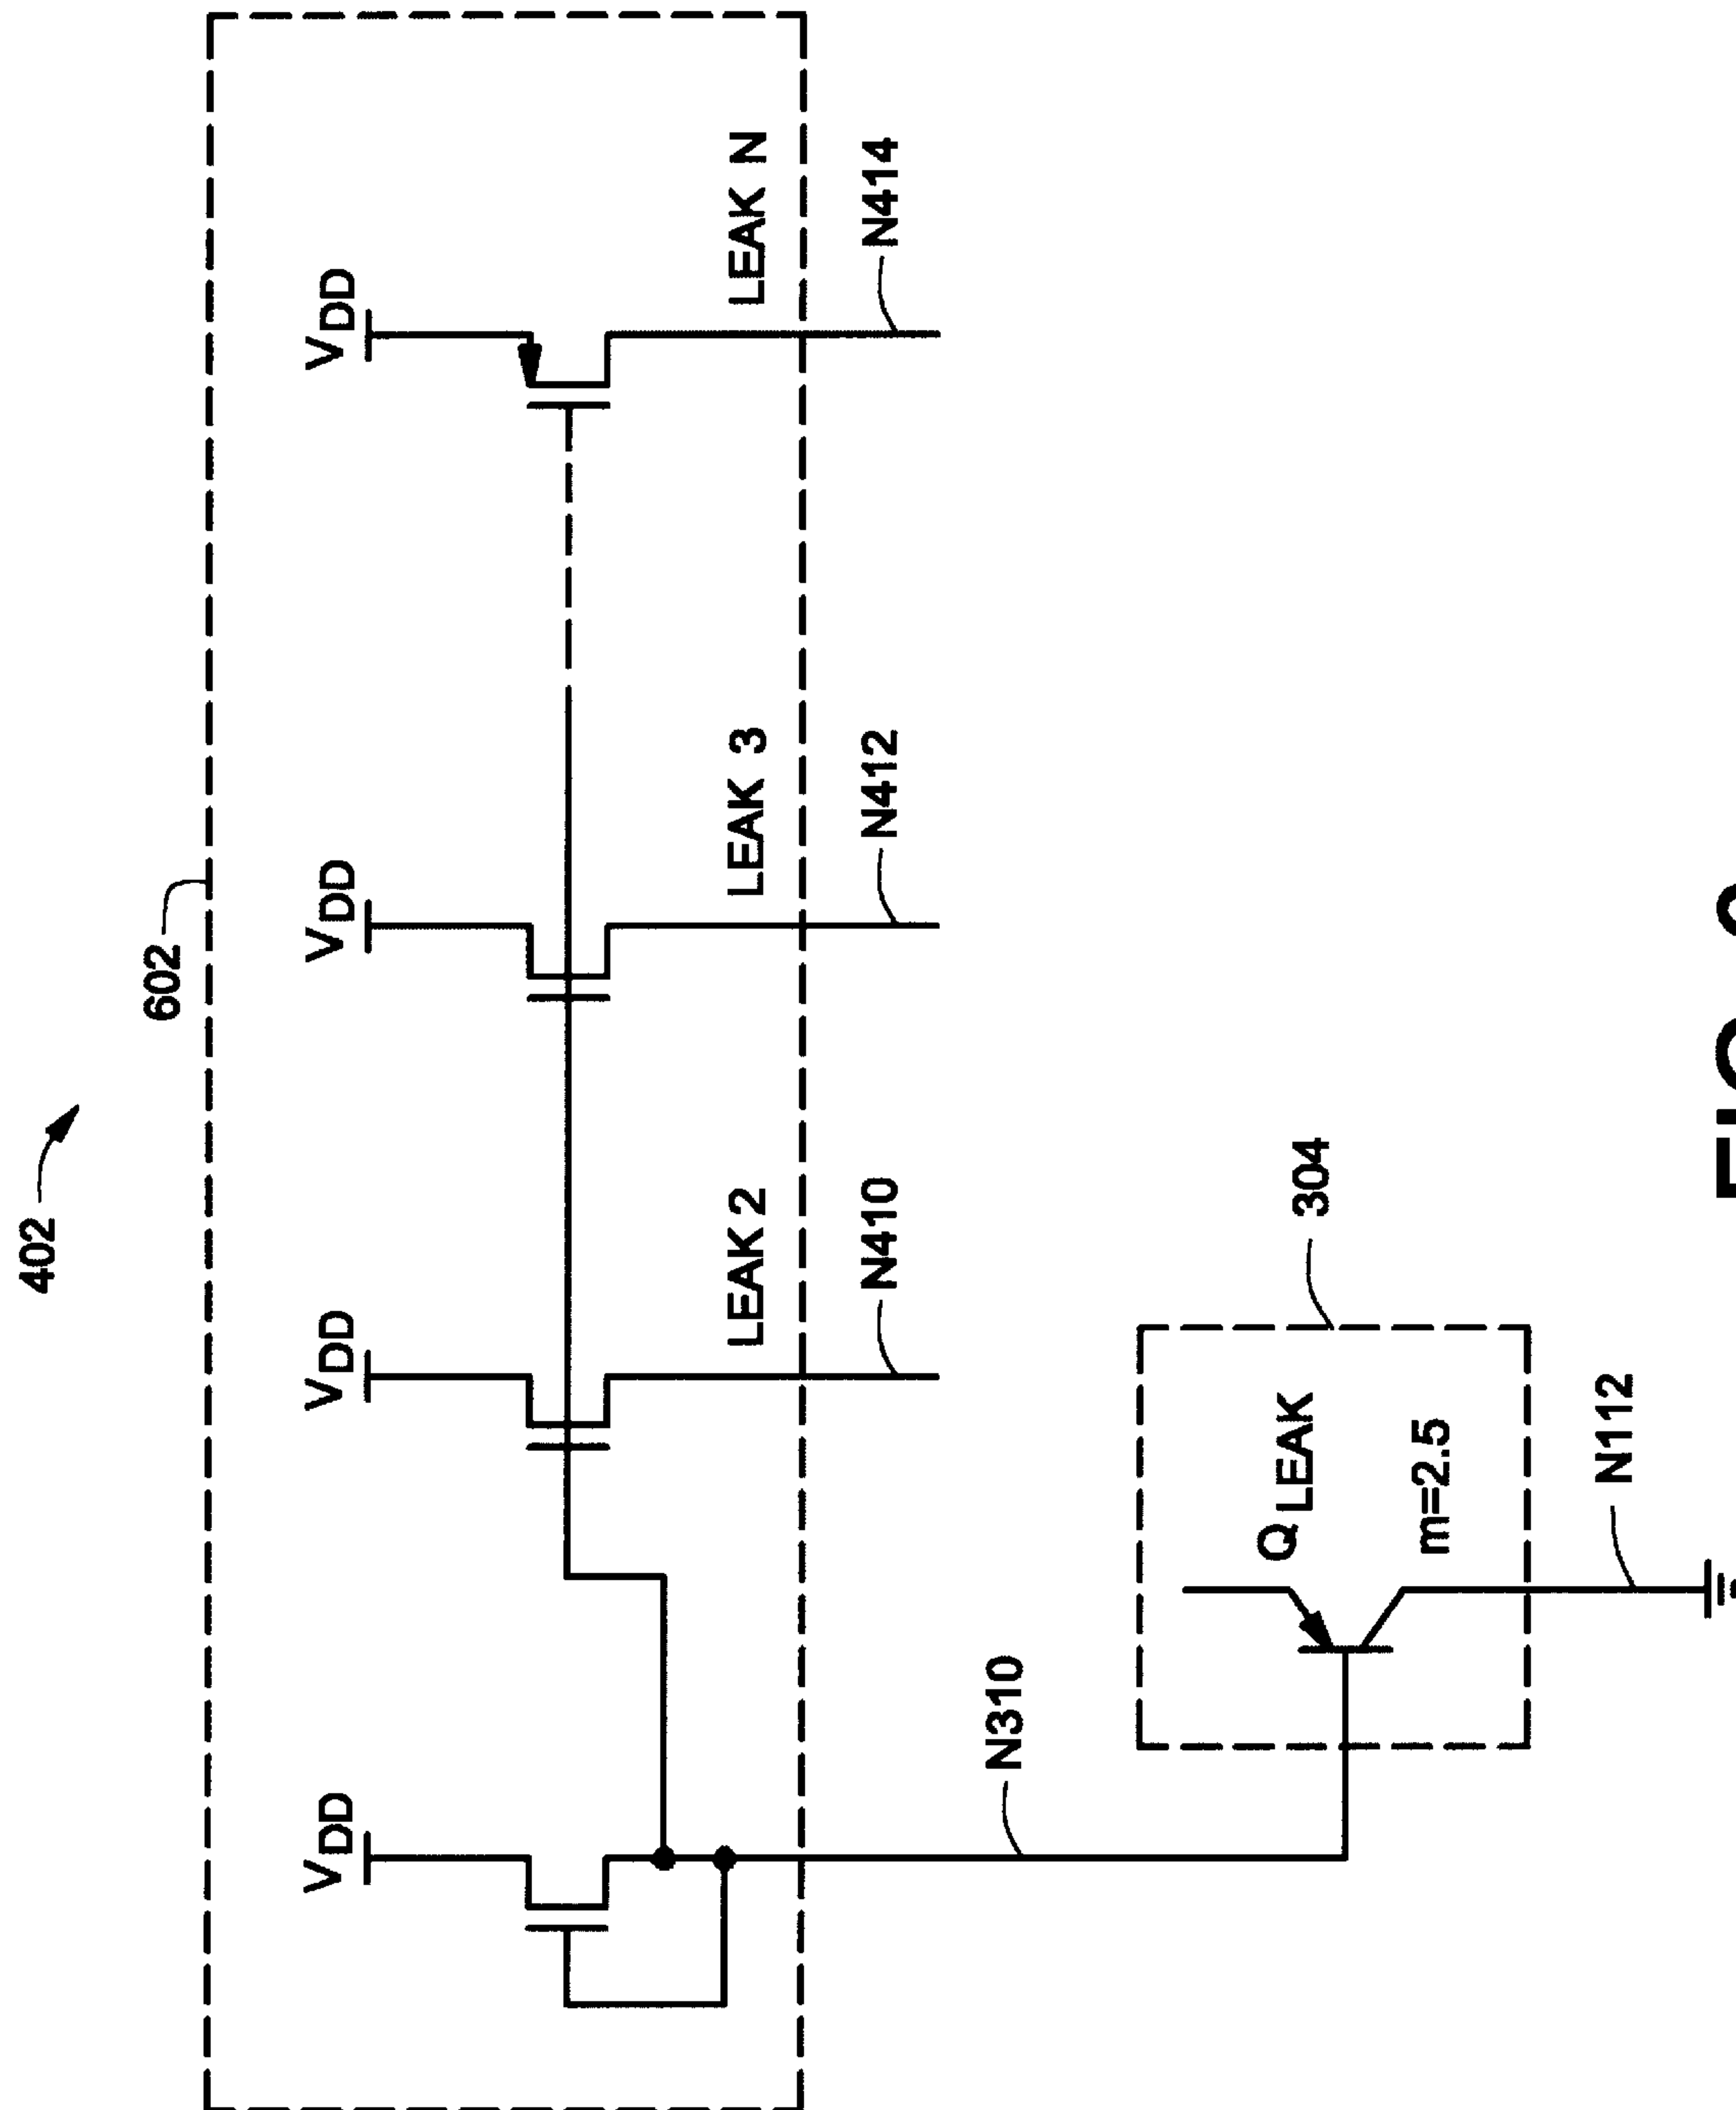 402
602
VDD
VDD
VDD
VDD
LEAK 2
LEAK 3
LEAK N
N410
N412
N414
N310
304
QLEAK
m=2.5
N112